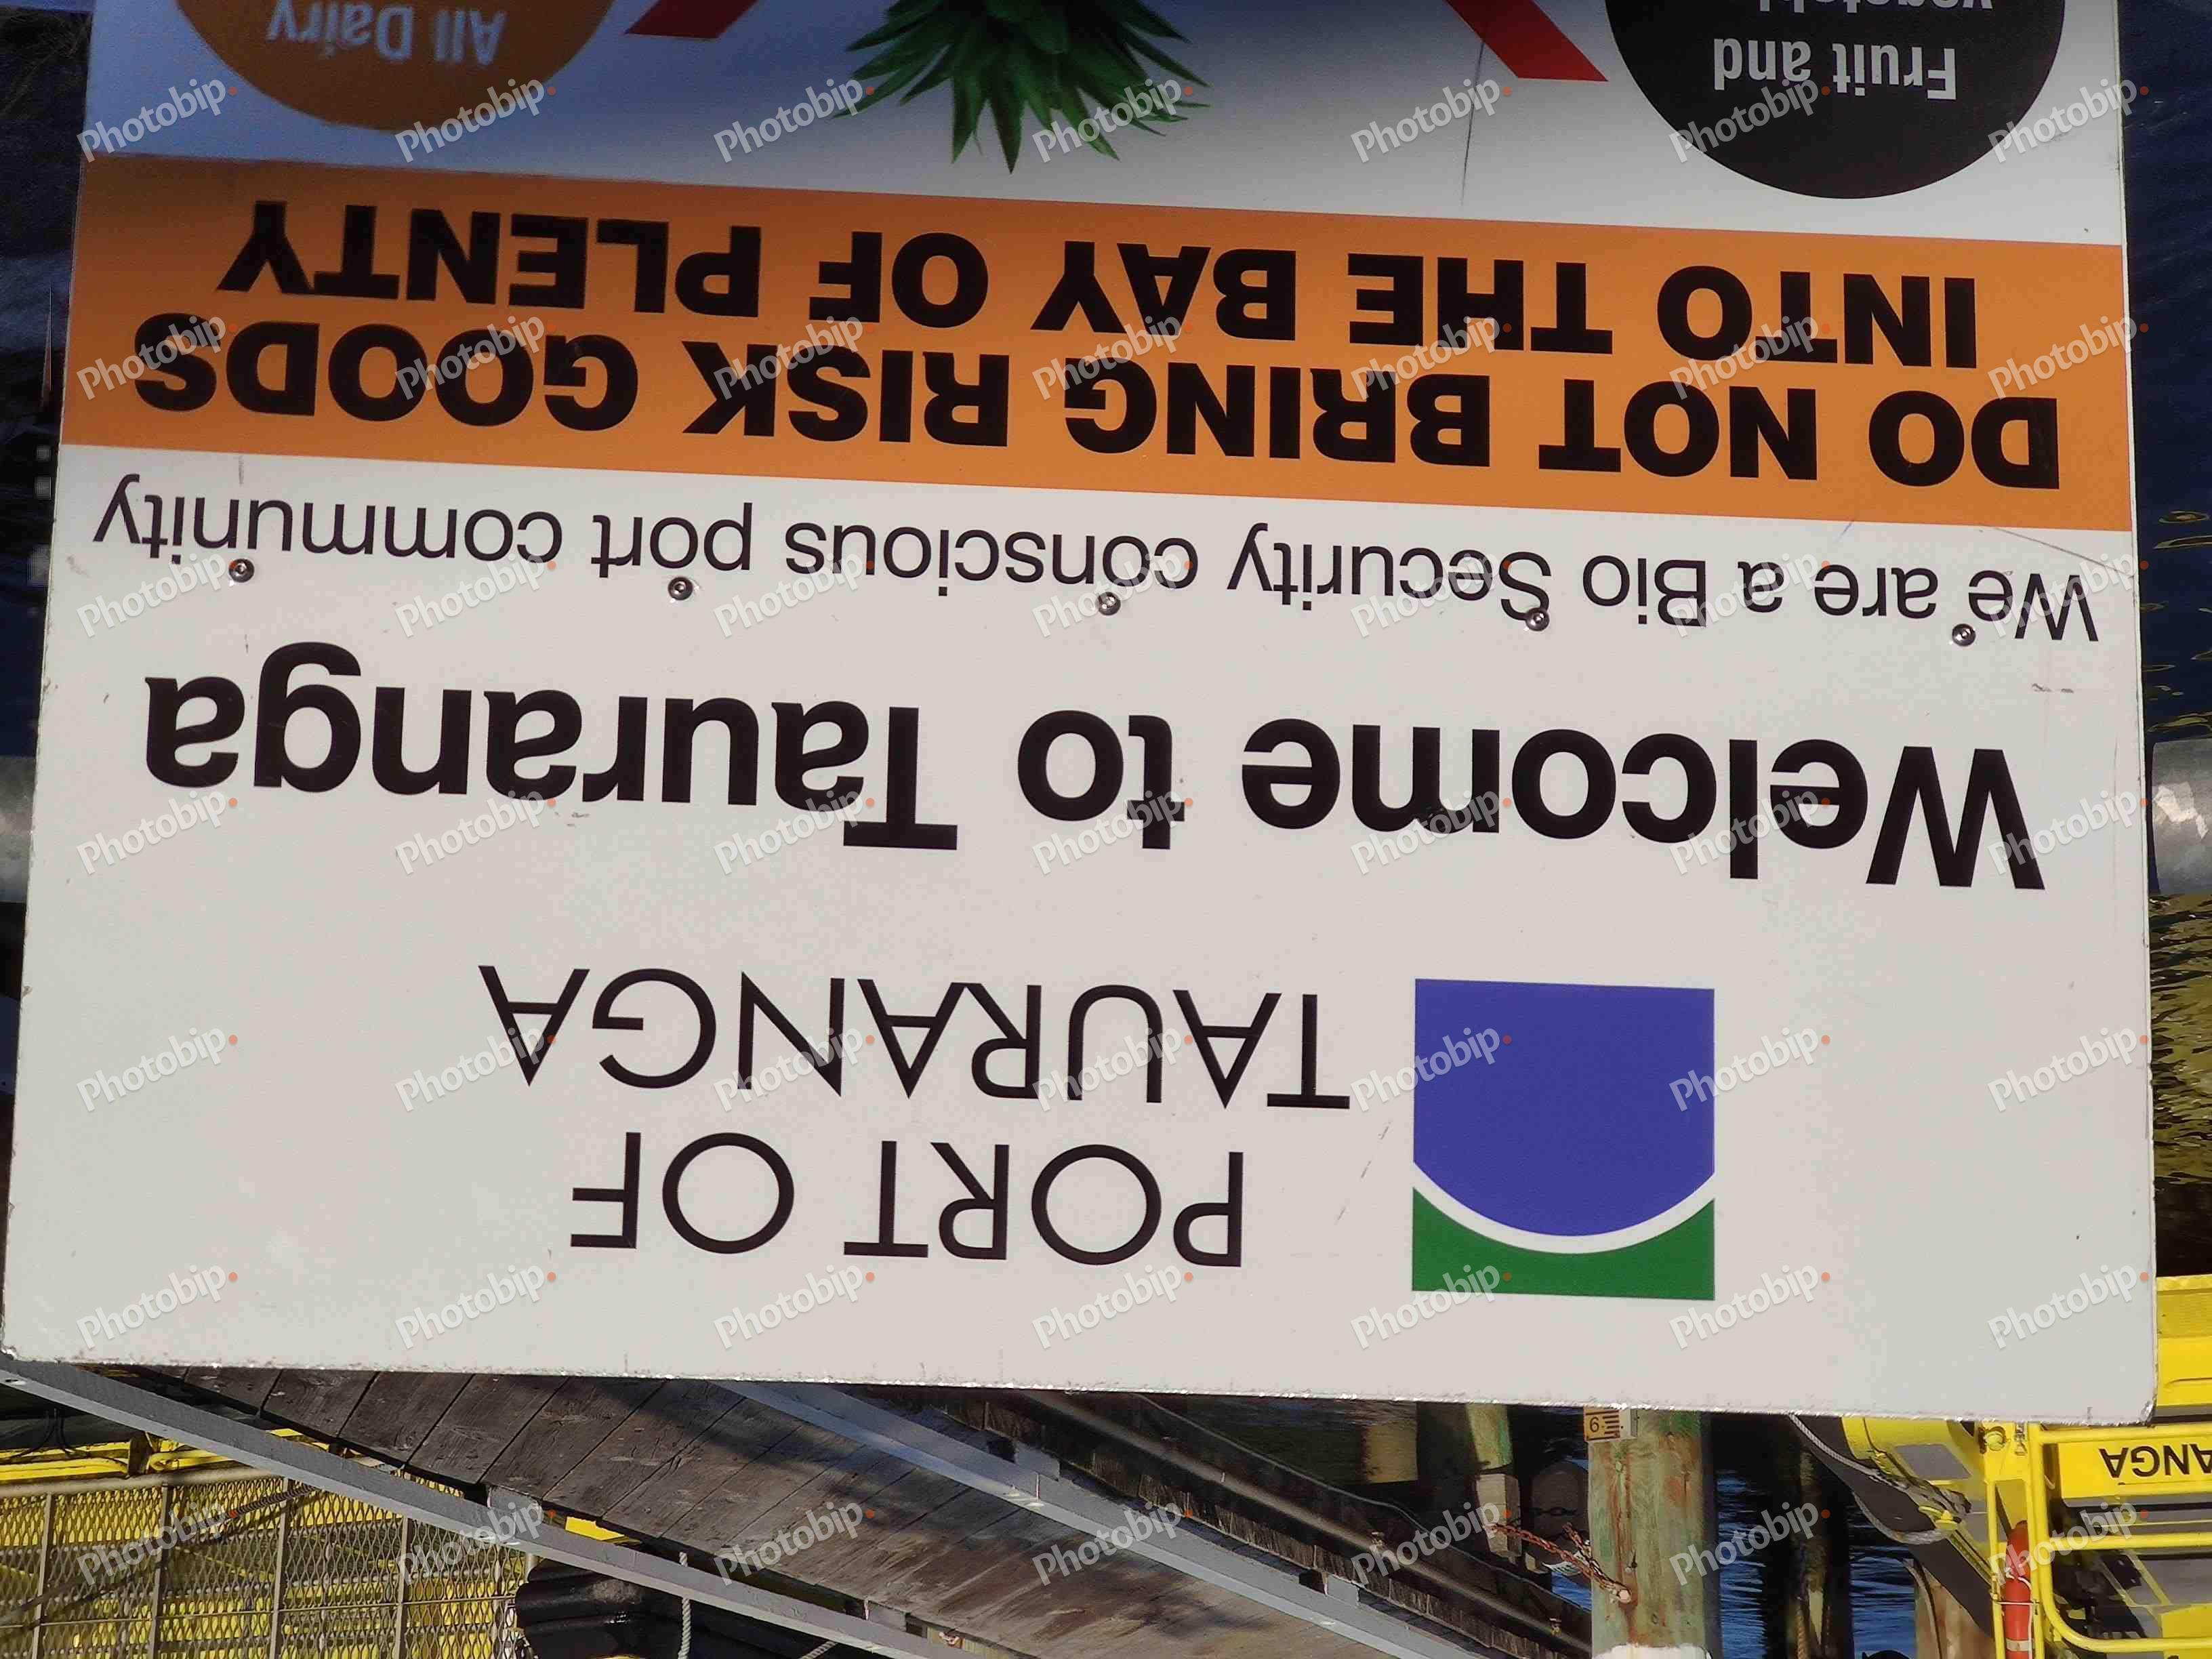 PORT OF
TAURANGA
Welcome to Tauranga
We are a Bio Security conscious port community
DO NOT BRING RISK GOODS
INTO THE BAY OF PLENTY
Fruit and
All Dairy
ANGA
6
Photobip.